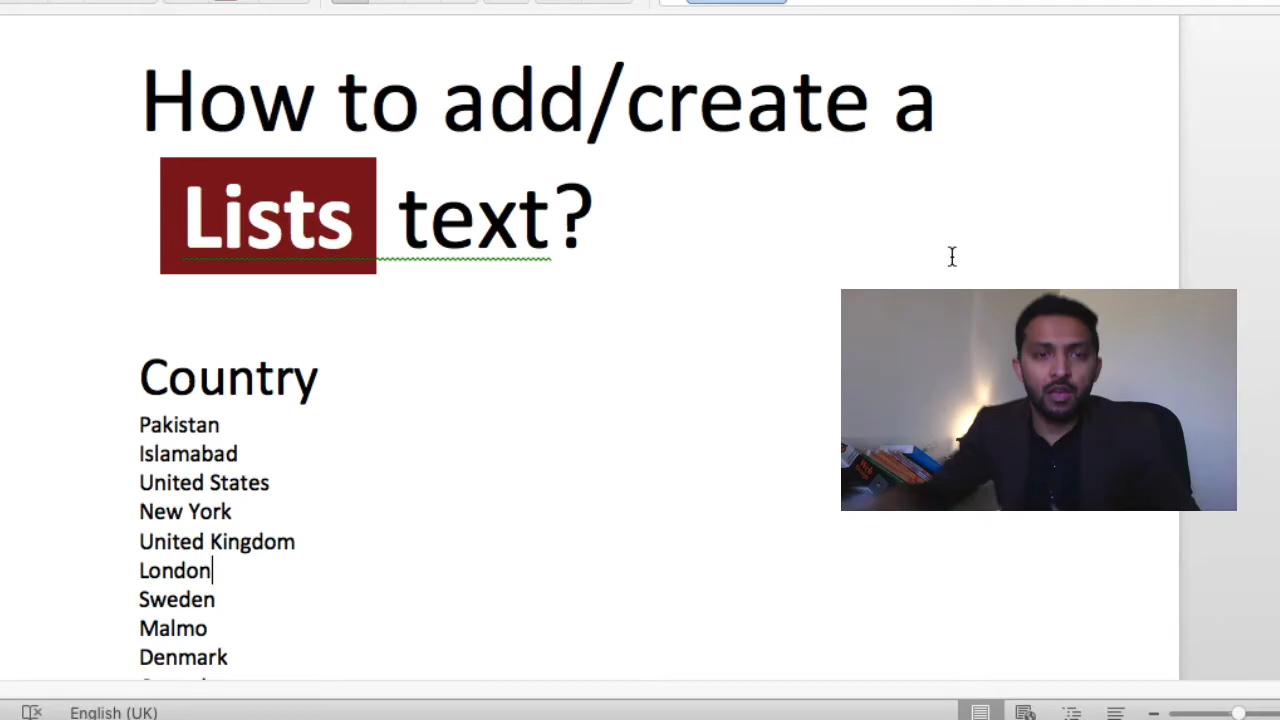 How to add/create a
Lists text?
Country
Pakistan
Islamabad
United States
New York
United Kingdom
London
Sweden
Malmo
Denmark
English (UK)